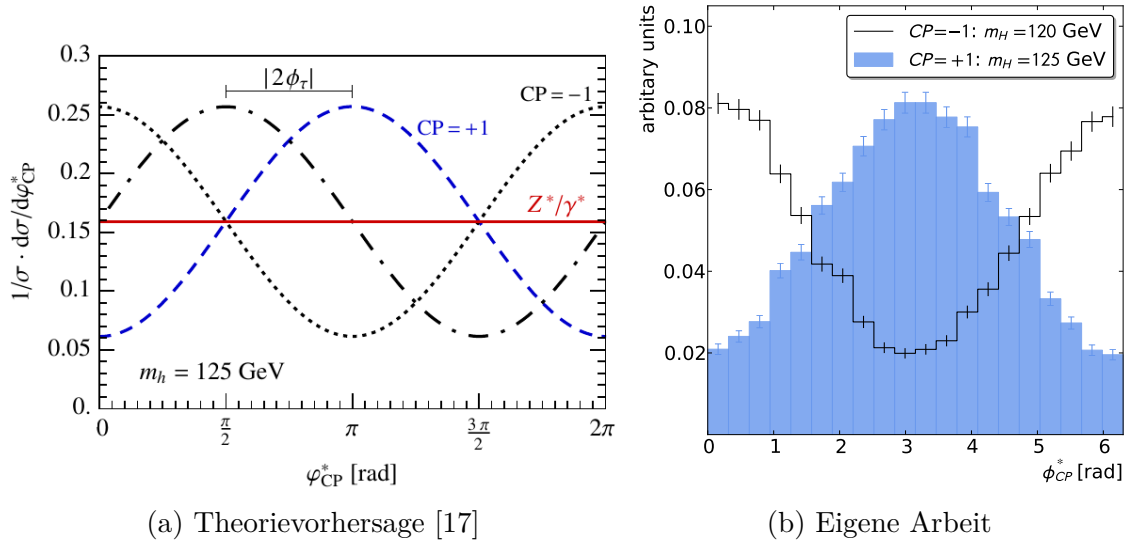 0.3
0.25
0.2
0.15
0.1
0.05
0.
1/σ · dσ/dφ*CP
|2ϕτ|
CP = −1
CP = +1
Z*/γ*
mh = 125 GeV
0
π/2
π
3π/2
2π
φ*CP [rad]
(a) Theorievorhersage [17]
arbitary units
0.10
0.08
0.06
0.04
0.02
CP=−1: mH=120 GeV
CP=+1: mH=125 GeV
0 1 2 3 4 5 6
ϕ*CP [rad]
(b) Eigene Arbeit